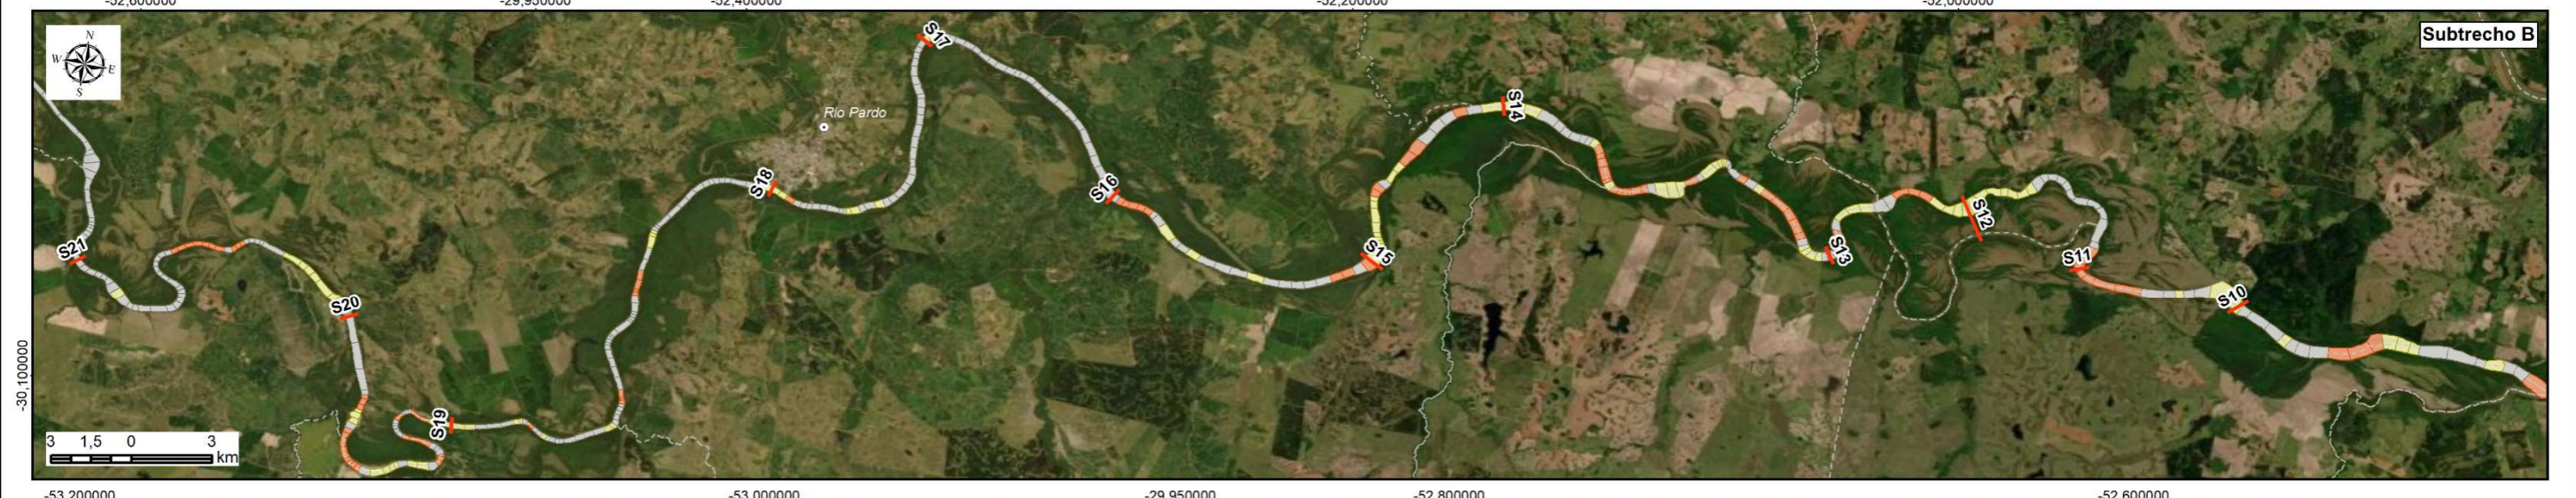 -52,600000 -29,950000 -52,400000 -52,200000 -52,000000
N
W E
S
Subtrecho B
S17
Rio Pardo
S14
S18
S16
S12
S21
S15
S13
S11
S20
S10
-30,100000
S19
3 1,5 0 3
km
-53,200000 -53,000000 -29,950000 -52,800000 -52,600000